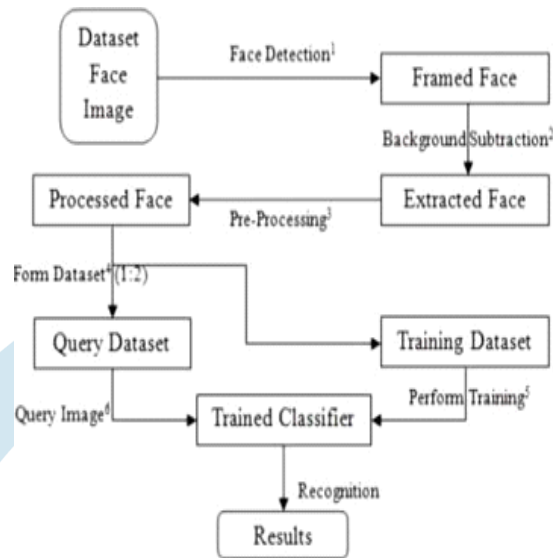 Dataset
Face
Image
Face Detection¹
Framed Face
Background Subtraction²
Extracted Face
Pre-Processing³
Processed Face
Form Dataset⁴ (1:2)
Query Dataset
Training Dataset
Query Image⁶
Perform Training⁵
Trained Classifier
Recognition
Results